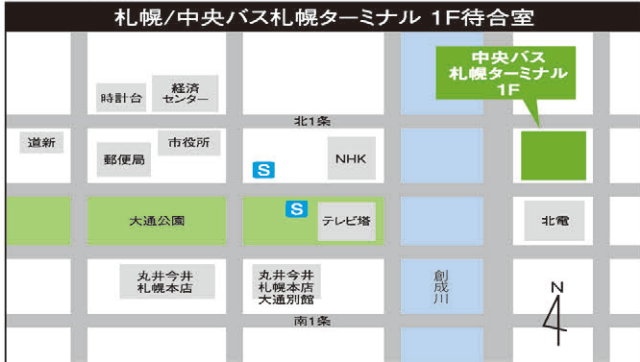 札幌/中央バス札幌ターミナル 1F待合室
中央バス
札幌ターミナル
1F
時計台
経済
センター
北1条
道新
郵便局
市役所
S
NHK
大通公園
S
テレビ塔
北電
丸井今井
札幌本店
丸井今井
札幌本店
大通別館
創成川
N
南1条